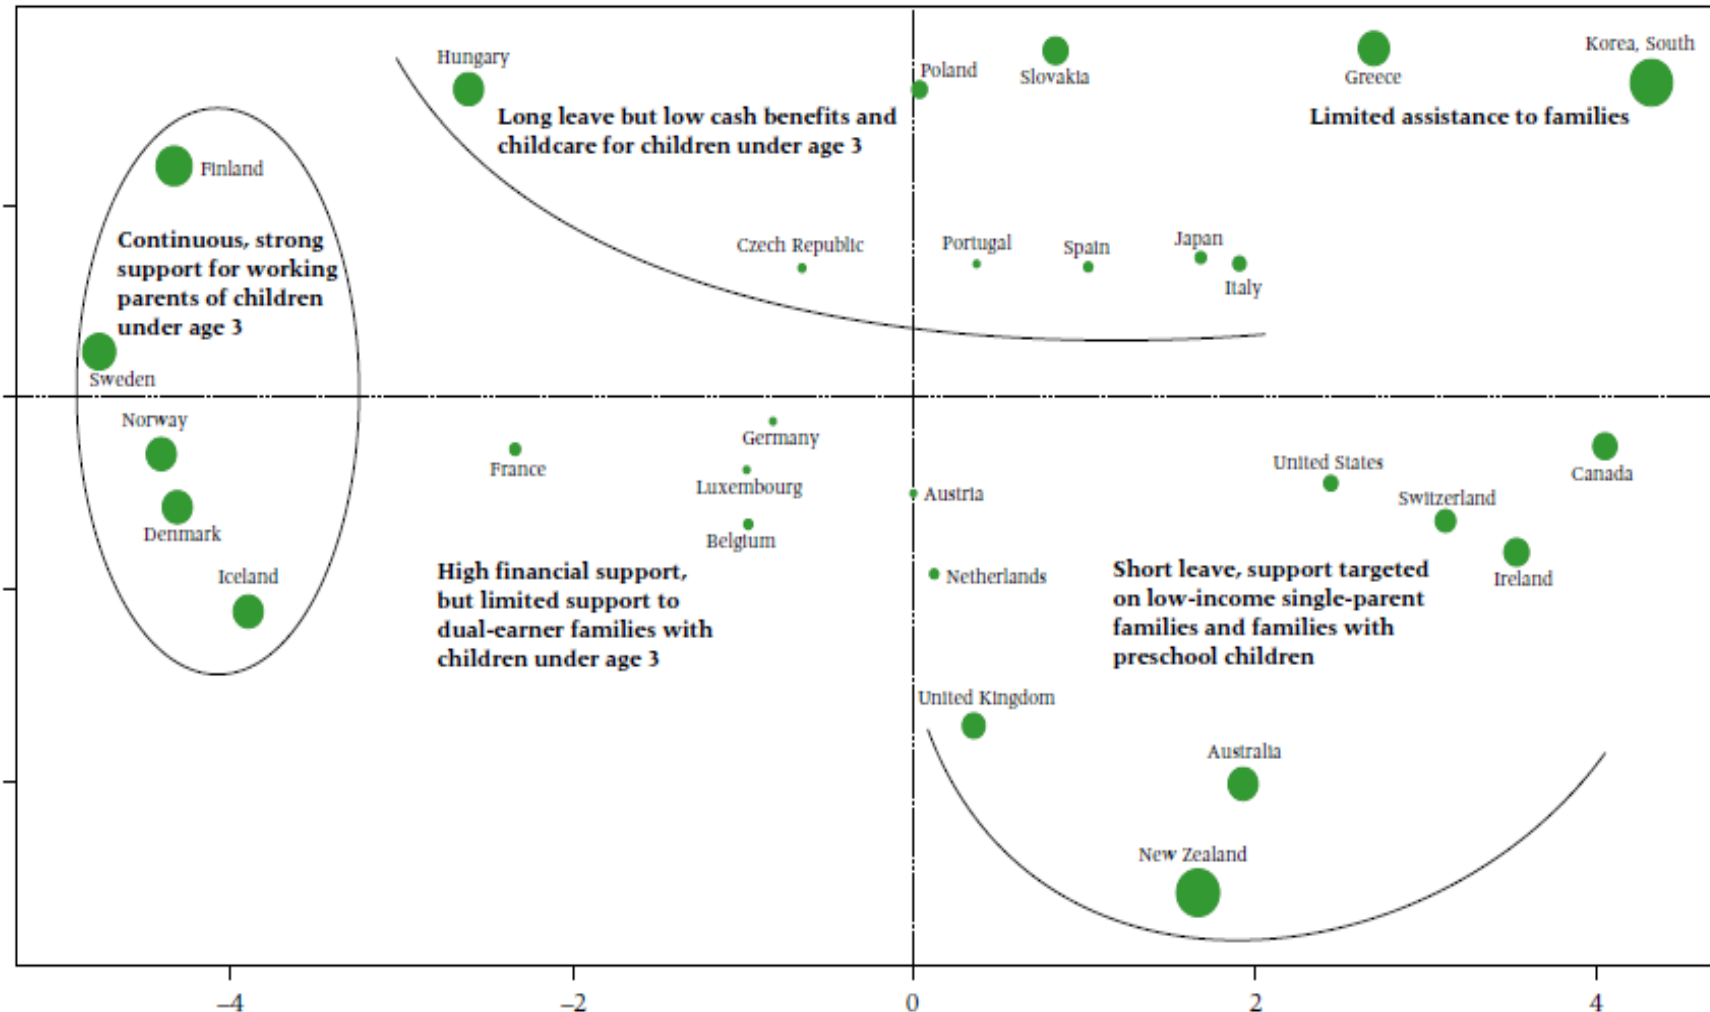 Hungary
Poland
Slovakia
Greece
Korea, South
Long leave but low cash benefits and
childcare for children under age 3
Limited assistance to families
Finland
Continuous, strong
support for working
parents of children
under age 3
Czech Republic
Portugal
Spain
Japan
Italy
Sweden
Norway
Germany
France
Luxembourg
Austria
United States
Canada
Switzerland
Denmark
Belgium
Iceland
High financial support,
but limited support to
dual-earner families with
children under age 3
Netherlands
Short leave, support targeted
on low-income single-parent
families and families with
preschool children
Ireland
United Kingdom
Australia
New Zealand
–4
–2
0
2
4